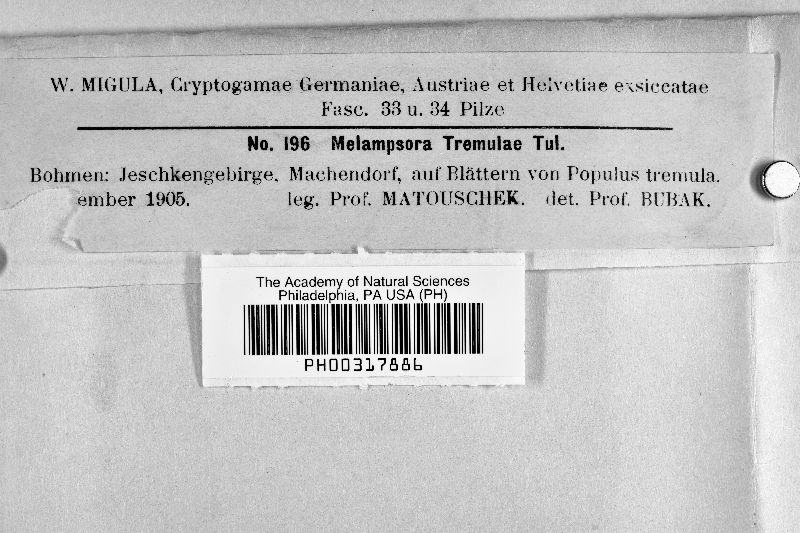 W. MIGULA, Cryptogamae Germaniae, Austriae et Helvetiae exsiccatae
Fasc. 33 u. 34 Pilze
No. 196 Melampsora Tremulae Tul.
Böhmen: Jeschkengebirge, Machendorf, auf Blättern von Populus tremula.
ember 1905. leg. Prof. MATOUSCHEK. det. Prof. BUBAK.
The Academy of Natural Sciences
Philadelphia, PA USA (PH)
PH00317886